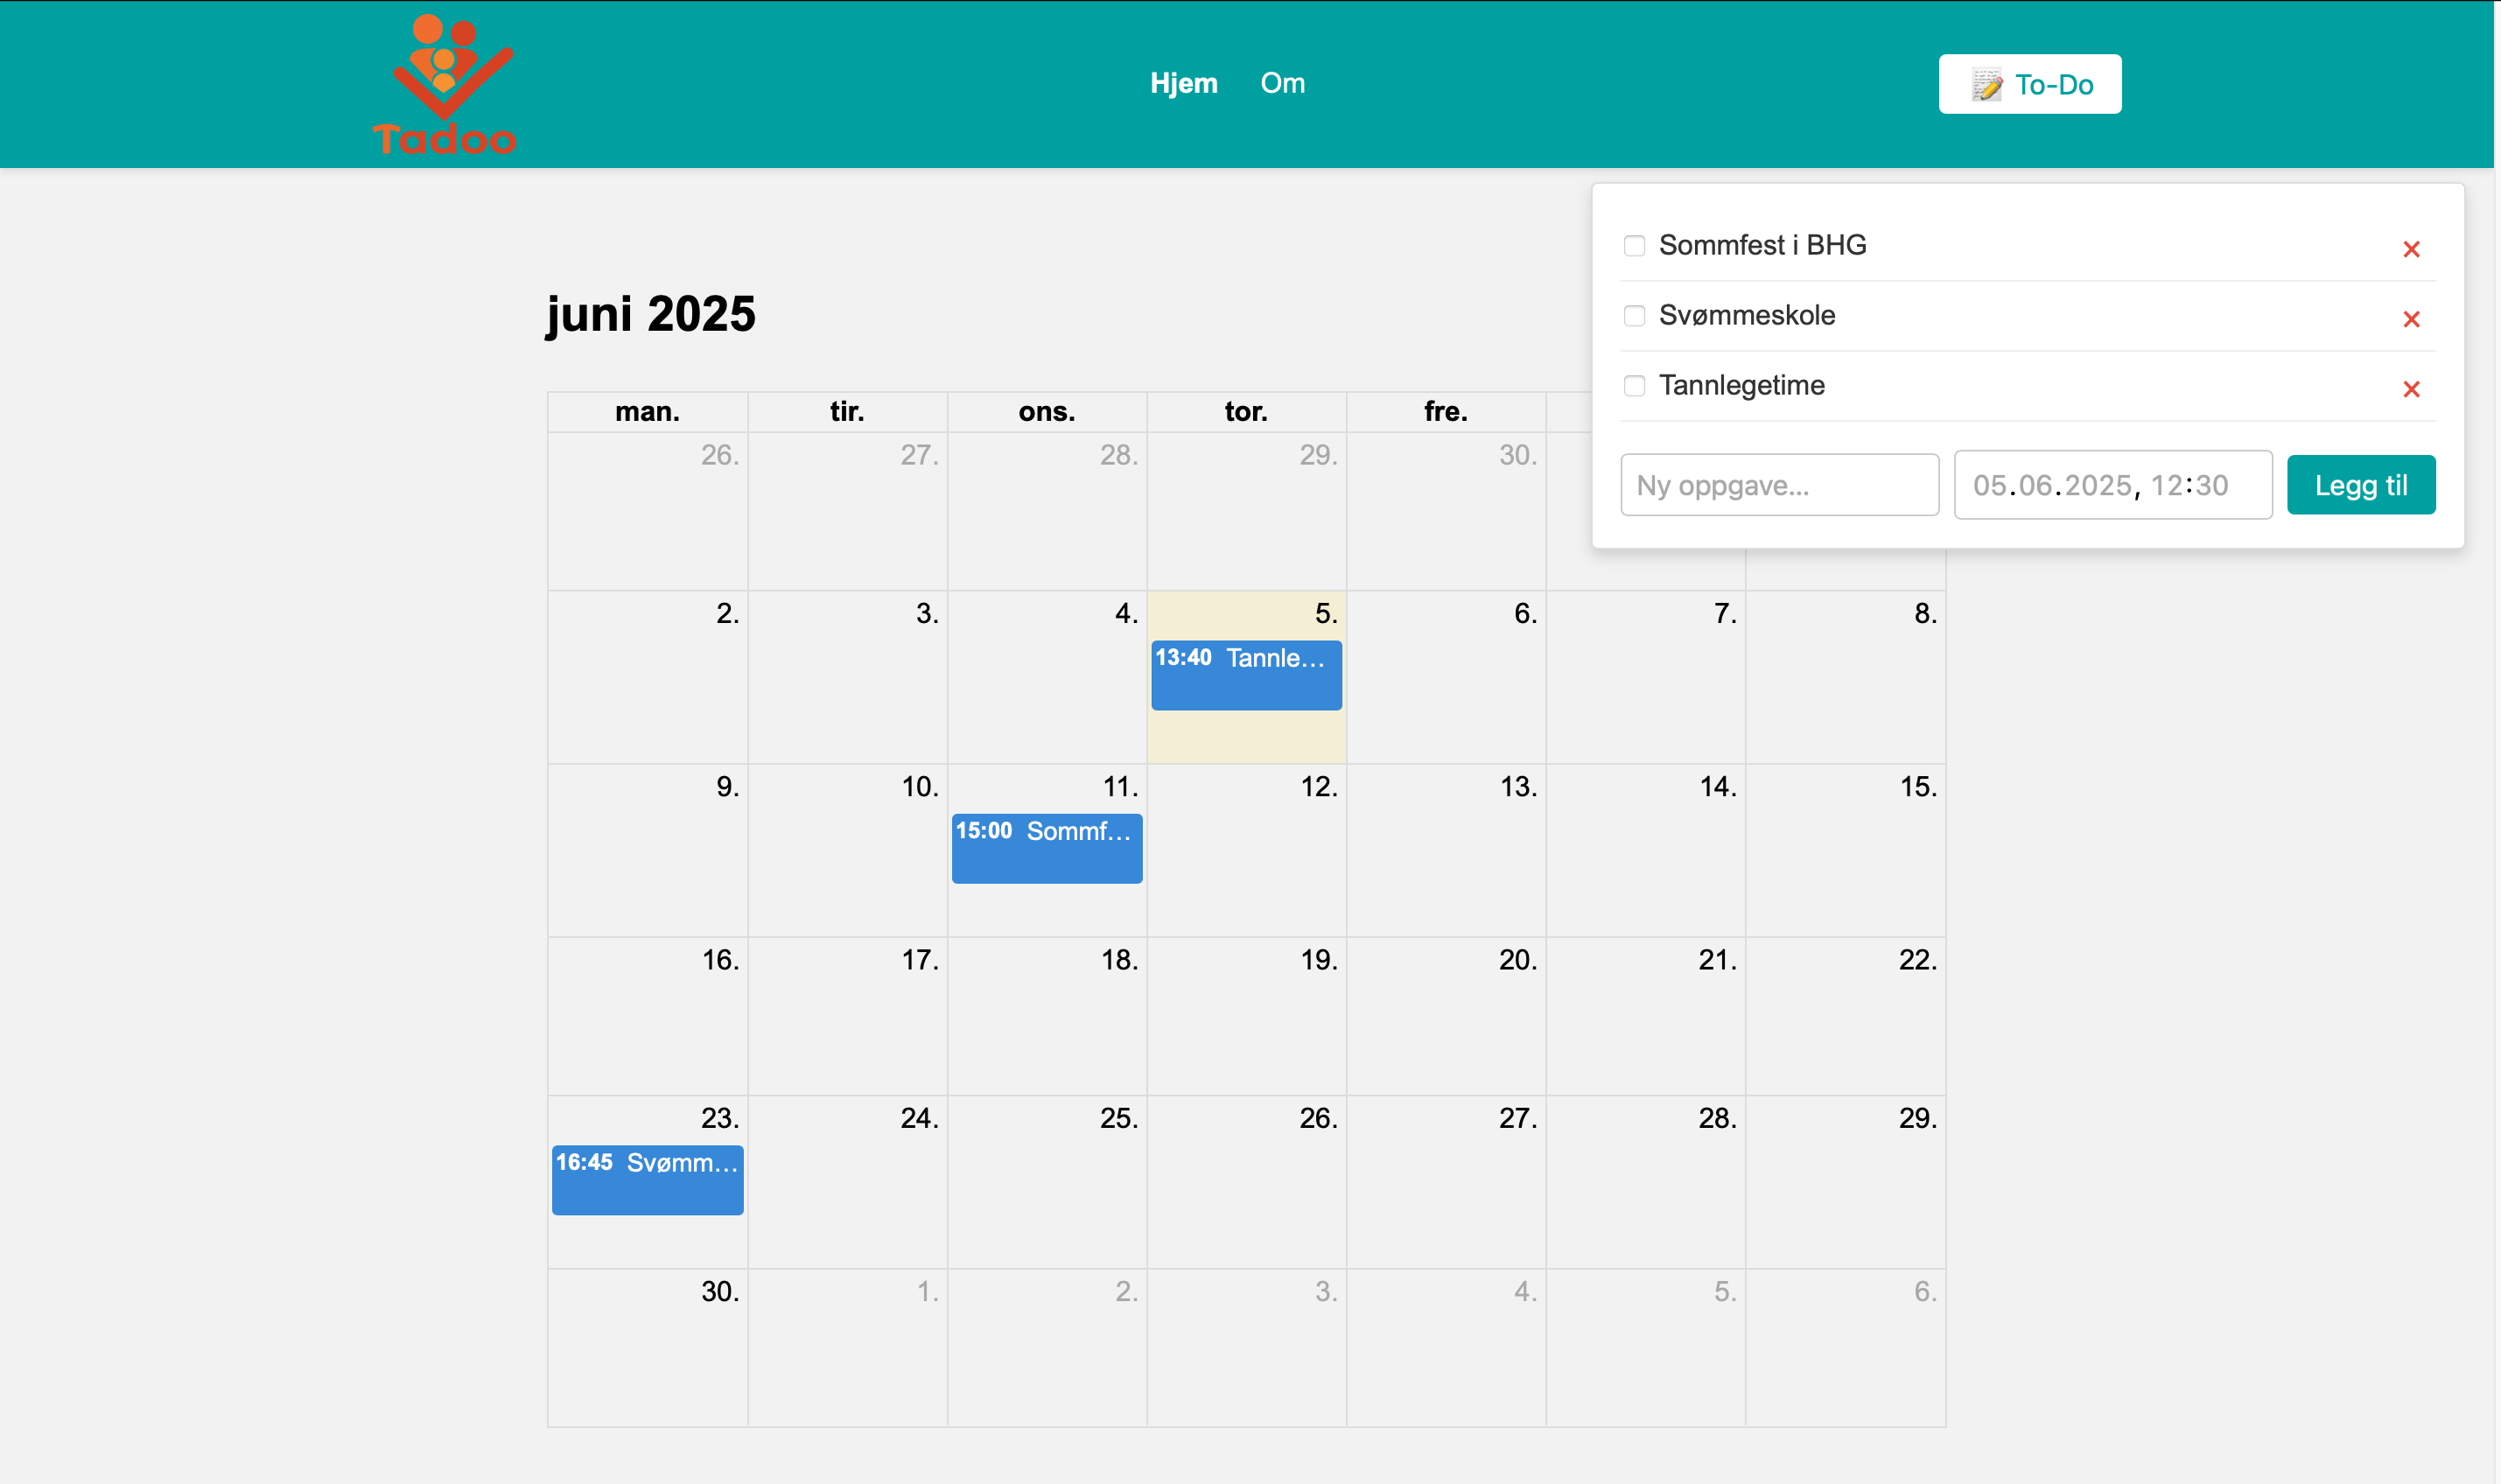 Tadoo
Hjem Om
To-Do
Sommfest i BHG ×
Svømmeskole ×
Tannlegetime ×
Ny oppgave... 05.06.2025, 12:30 Legg til
juni 2025
man. tir. ons. tor. fre.
26. 27. 28. 29. 30.
2. 3. 4. 5. 6. 7. 8.
13:40 Tannle...
9. 10. 11. 12. 13. 14. 15.
15:00 Sommf...
16. 17. 18. 19. 20. 21. 22.
23. 24. 25. 26. 27. 28. 29.
16:45 Svømm...
30. 1. 2. 3. 4. 5. 6.